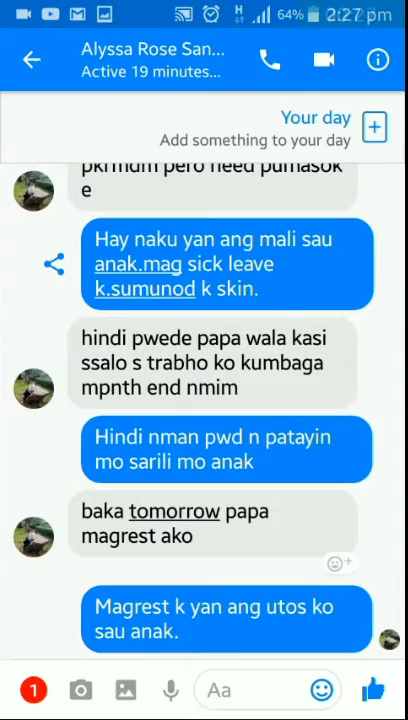 H
64% 2:27 pm
Alyssa Rose San...
Active 19 minutes...
Your day
Add something to your day
pero need pumasok
e
Hay naku yan ang mali sau
anak.mag sick leave
k.sumunod k skin.
hindi pwede papa wala kasi
ssalo s trabho ko kumbaga
mpnth end nmim
Hindi nman pwd n patayin
mo sarili mo anak
baka tomorrow papa
magrest ako
Magrest k yan ang utos ko
sau anak.
1
Aa